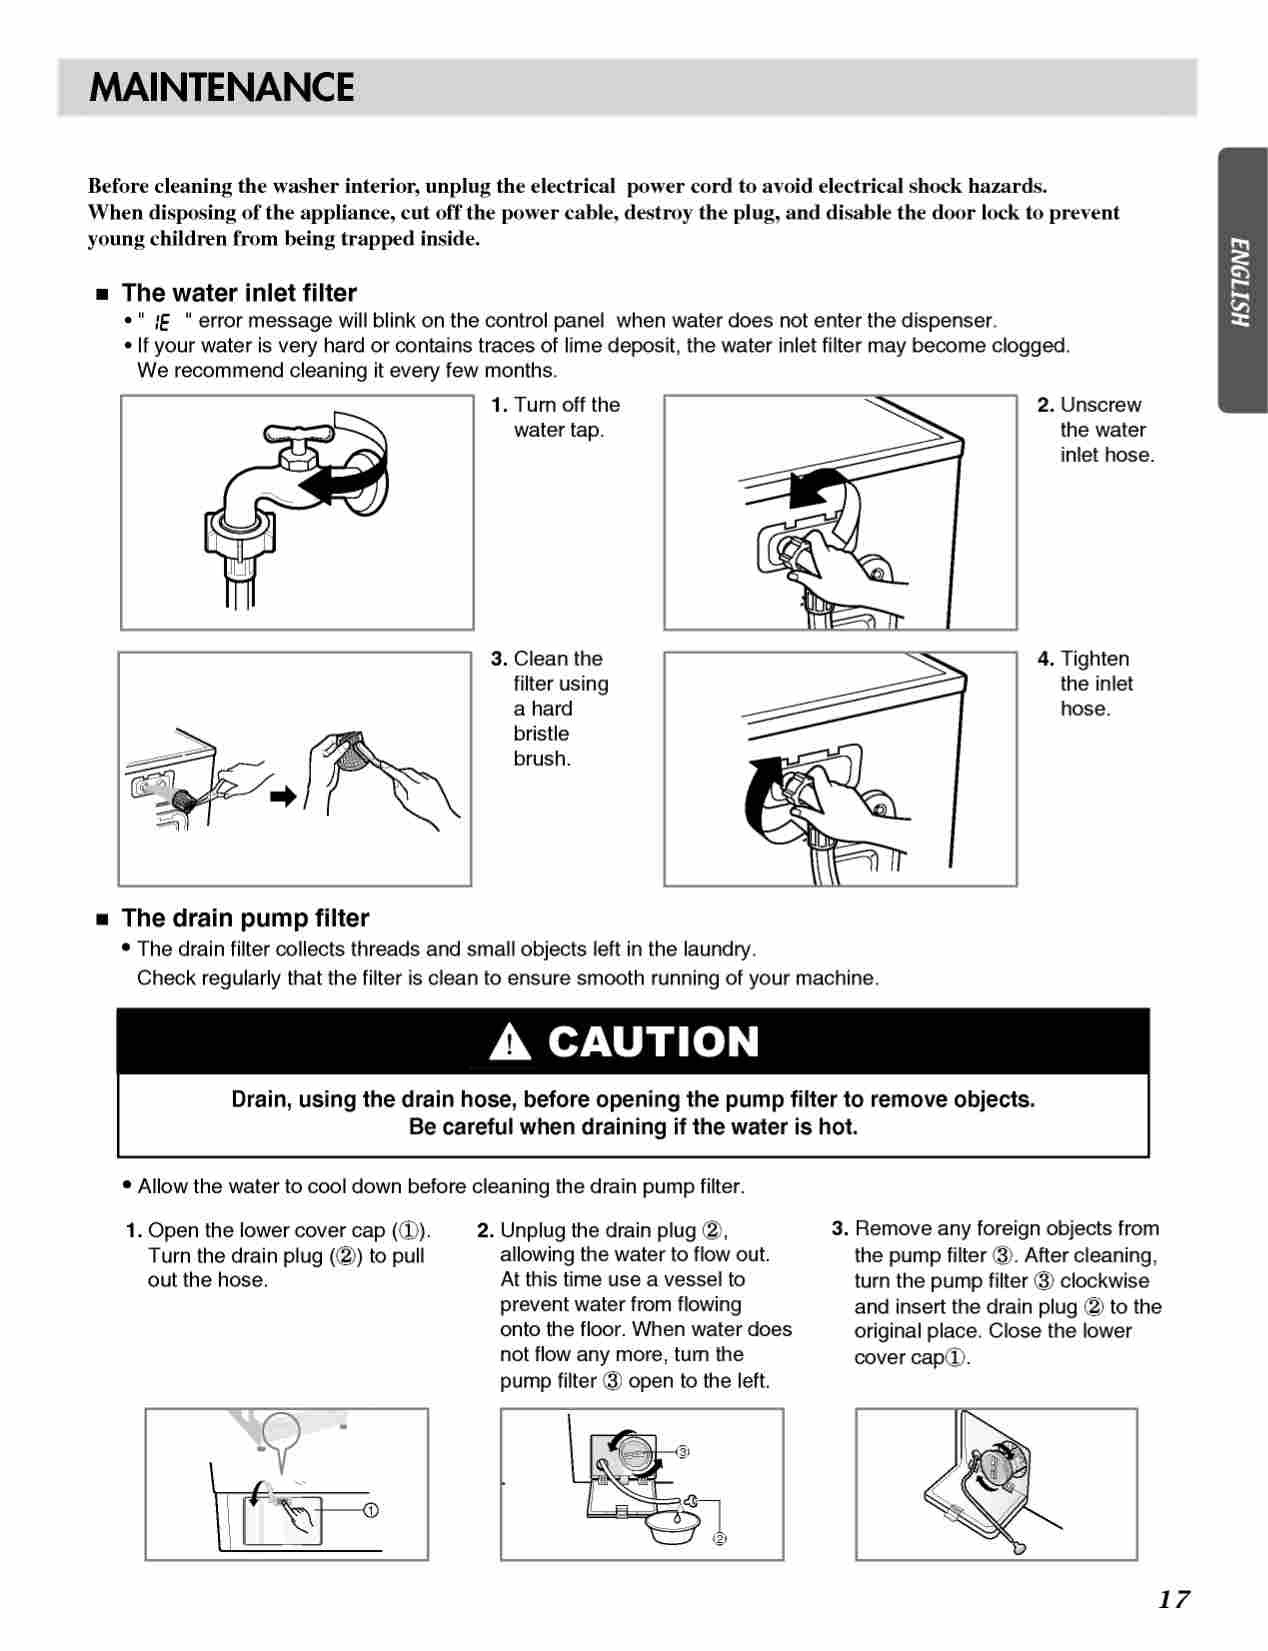 MAINTENANCE
Before cleaning the washer interior, unplug the electrical power cord to avoid electrical shock hazards.
When disposing of the appliance, cut off the power cable, destroy the plug, and disable the door lock to prevent
young children from being trapped inside.
ENGLISH
■ The water inlet filter
• " IE " error message will blink on the control panel when water does not enter the dispenser.
• If your water is very hard or contains traces of lime deposit, the water inlet filter may become clogged.
We recommend cleaning it every few months.
1. Turn off the
water tap.
2. Unscrew
the water
inlet hose.
3. Clean the
filter using
a hard
bristle
brush.
4. Tighten
the inlet
hose.
■ The drain pump filter
• The drain filter collects threads and small objects left in the laundry.
Check regularly that the filter is clean to ensure smooth running of your machine.
CAUTION
Drain, using the drain hose, before opening the pump filter to remove objects.
Be careful when draining if the water is hot.
• Allow the water to cool down before cleaning the drain pump filter.
1. Open the lower cover cap (①).
Turn the drain plug (②) to pull
out the hose.
2. Unplug the drain plug ②,
allowing the water to flow out.
At this time use a vessel to
prevent water from flowing
onto the floor. When water does
not flow any more, turn the
pump filter ③ open to the left.
3. Remove any foreign objects from
the pump filter ③. After cleaning,
turn the pump filter ③ clockwise
and insert the drain plug ② to the
original place. Close the lower
cover cap①.
①
③
②
17